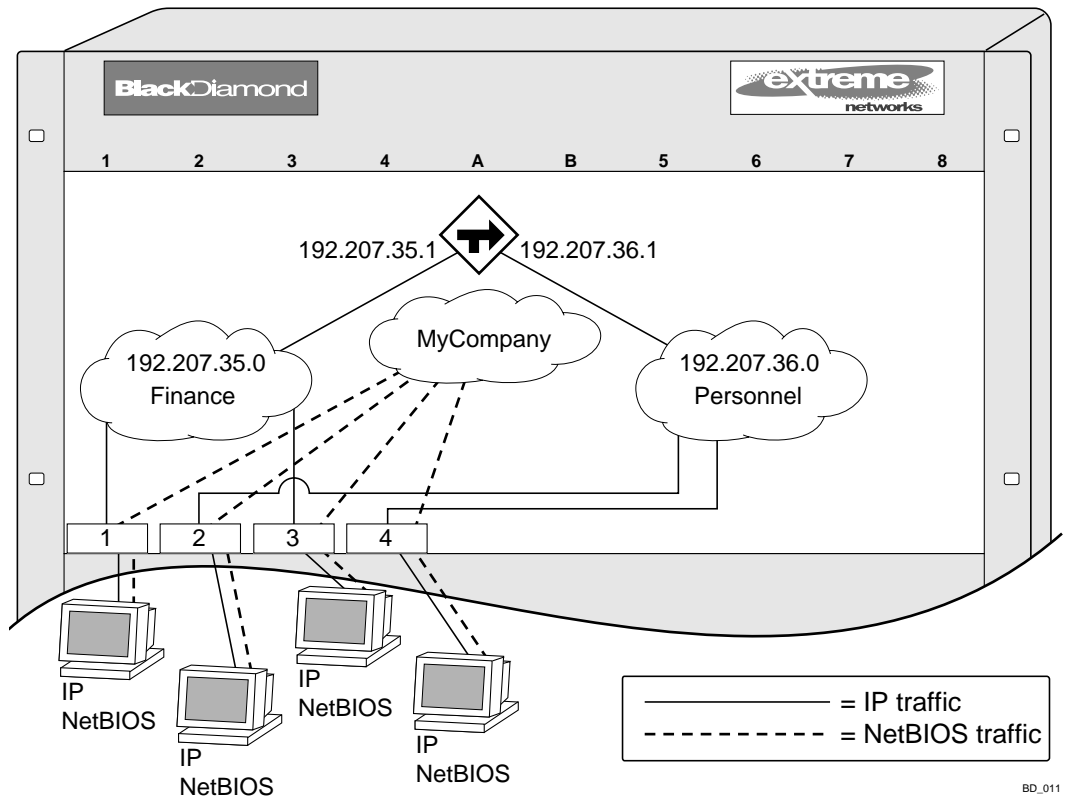 BlackDiamond
extreme
networks
1 2 3 4 A B 5 6 7 8
192.207.35.1 192.207.36.1
MyCompany
192.207.35.0
Finance
192.207.36.0
Personnel
1 2 3 4
IP
NetBIOS
IP
NetBIOS
IP
NetBIOS
IP
NetBIOS
= IP traffic
= NetBIOS traffic
BD_011